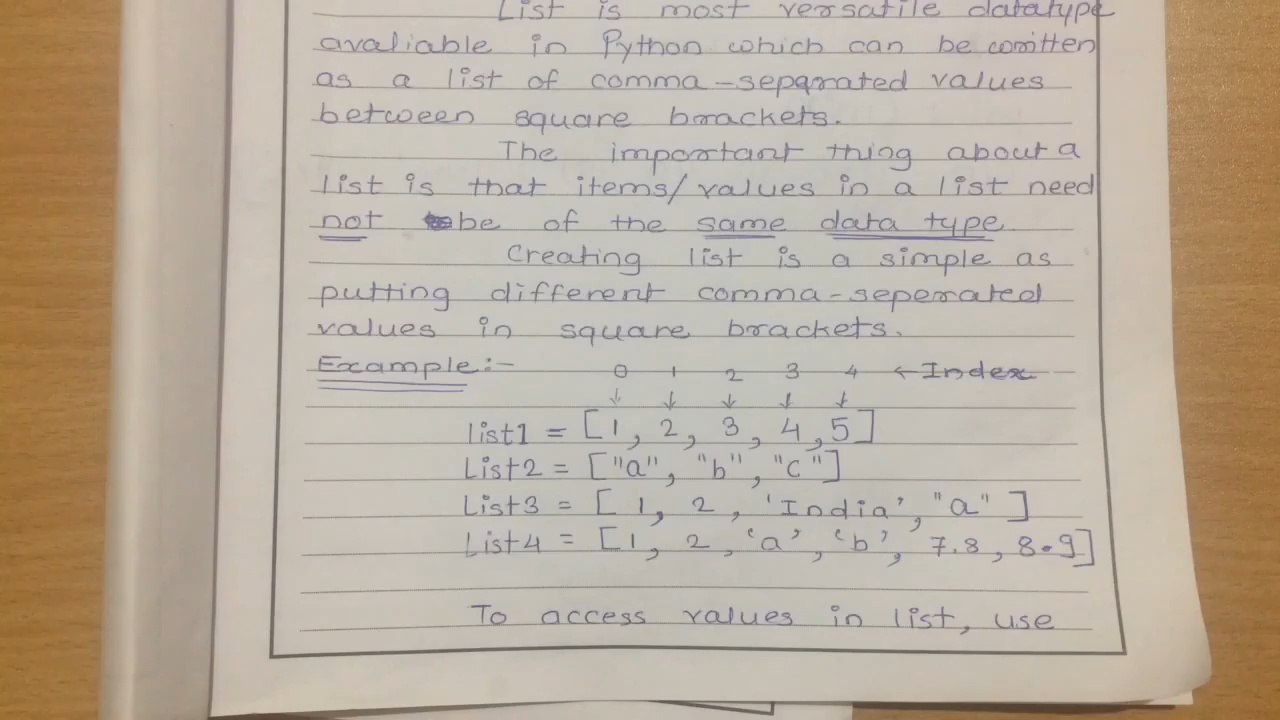 List is most versatile datatype
avaliable in Python which can be written
as a list of comma-separated values
between square brackets.
The important thing about a
list is that items/values in a list need
not be of the same data type
Creating list is a simple as
putting different comma-seperated
values in square brackets.
Example:- 0 1 2 3 4 ← Index
↓ ↓ ↓ ↓ ↓
list1 = [1, 2, 3, 4, 5]
List2 = ["a", "b", "c"]
List3 = [1, 2, 'India', "a"]
List4 = [1, 2, 'a', 'b', 7.8, 8.9]
To access values in list, use